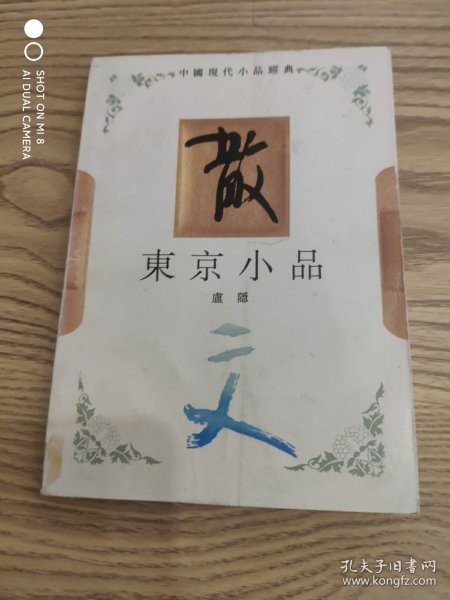 SHOT ON MI 8
AI DUAL CAMERA
中國現代小品經典
散
東京小品
盧隱
文
孔夫子旧书网
www.kongfz.com